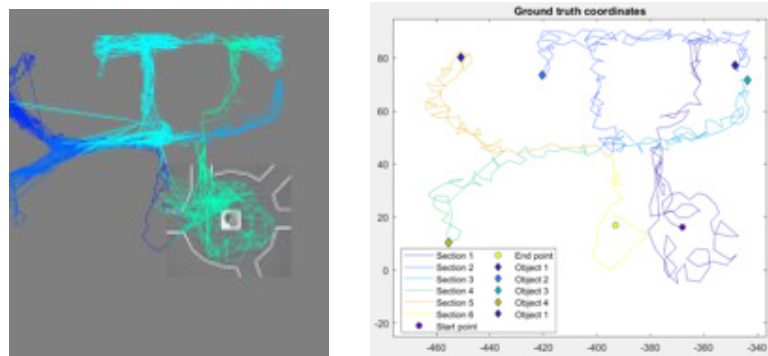 Ground truth coordinates
80
60
40
20
0
-20
Section 1
Section 2
Section 3
Section 4
Section 5
Section 6
Start point
End point
Object 1
Object 2
Object 3
Object 4
Object 1
-460 -440 -420 -400 -380 -360 -340